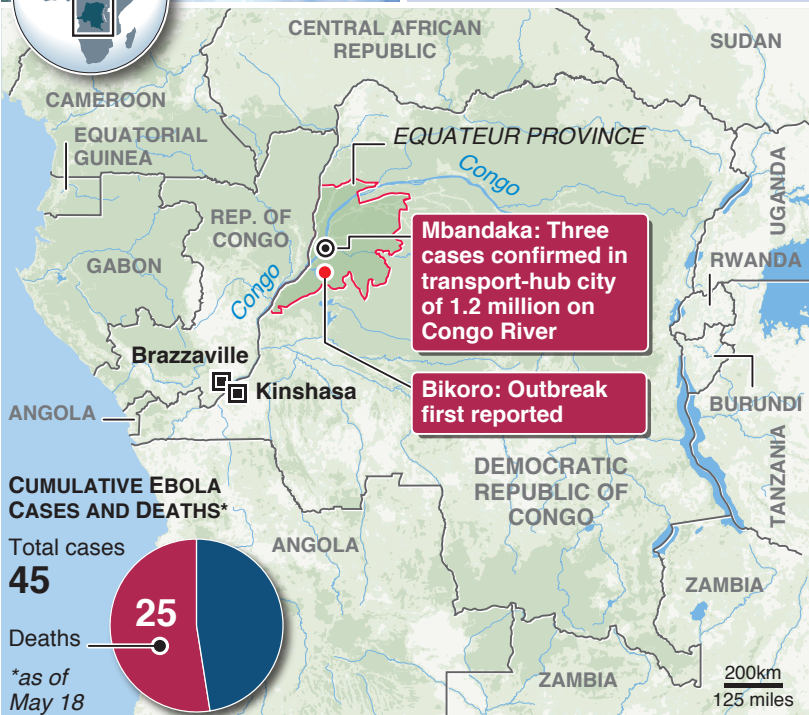 CENTRAL AFRICAN
REPUBLIC
SUDAN
CAMEROON
EQUATORIAL
GUINEA
EQUATEUR PROVINCE
Congo
UGANDA
REP. OF
CONGO
GABON
Congo
Mbandaka: Three
cases confirmed in
transport-hub city
of 1.2 million on
Congo River
RWANDA
Brazzaville
Kinshasa
Bikoro: Outbreak
first reported
ANGOLA
BURUNDI
TANZANIA
DEMOCRATIC
REPUBLIC OF
CONGO
CUMULATIVE EBOLA
CASES AND DEATHS*
Total cases
45
25
Deaths
*as of
May 18
ANGOLA
ZAMBIA
ZAMBIA
200km
125 miles